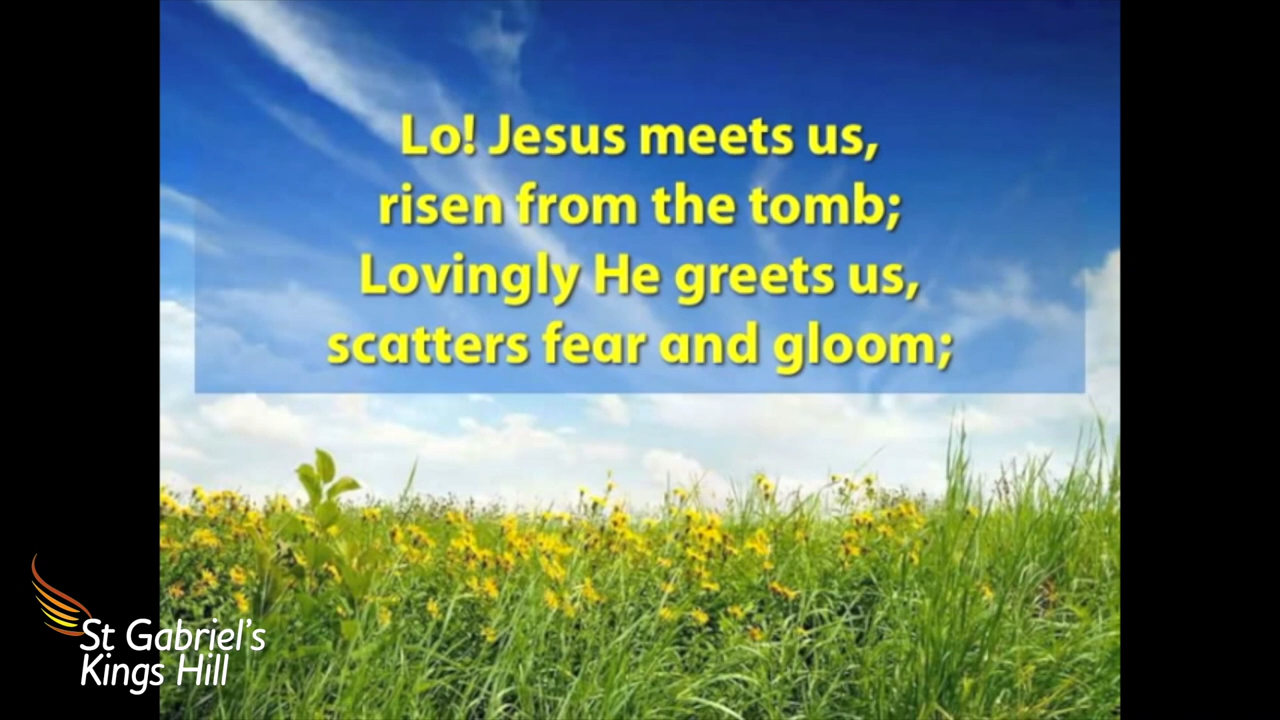 Lo! Jesus meets us,
risen from the tomb;
Lovingly He greets us,
scatters fear and gloom;
St Gabriel's
Kings Hill